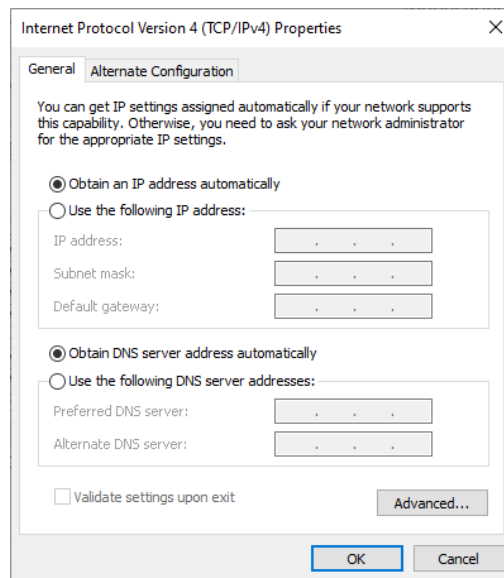 Internet Protocol Version 4 (TCP/IPv4) Properties
General
Alternate Configuration
You can get IP settings assigned automatically if your network supports
this capability. Otherwise, you need to ask your network administrator
for the appropriate IP settings.
Obtain an IP address automatically
Use the following IP address:
IP address:
Subnet mask:
Default gateway:
Obtain DNS server address automatically
Use the following DNS server addresses:
Preferred DNS server:
Alternate DNS server:
Validate settings upon exit
Advanced...
OK
Cancel